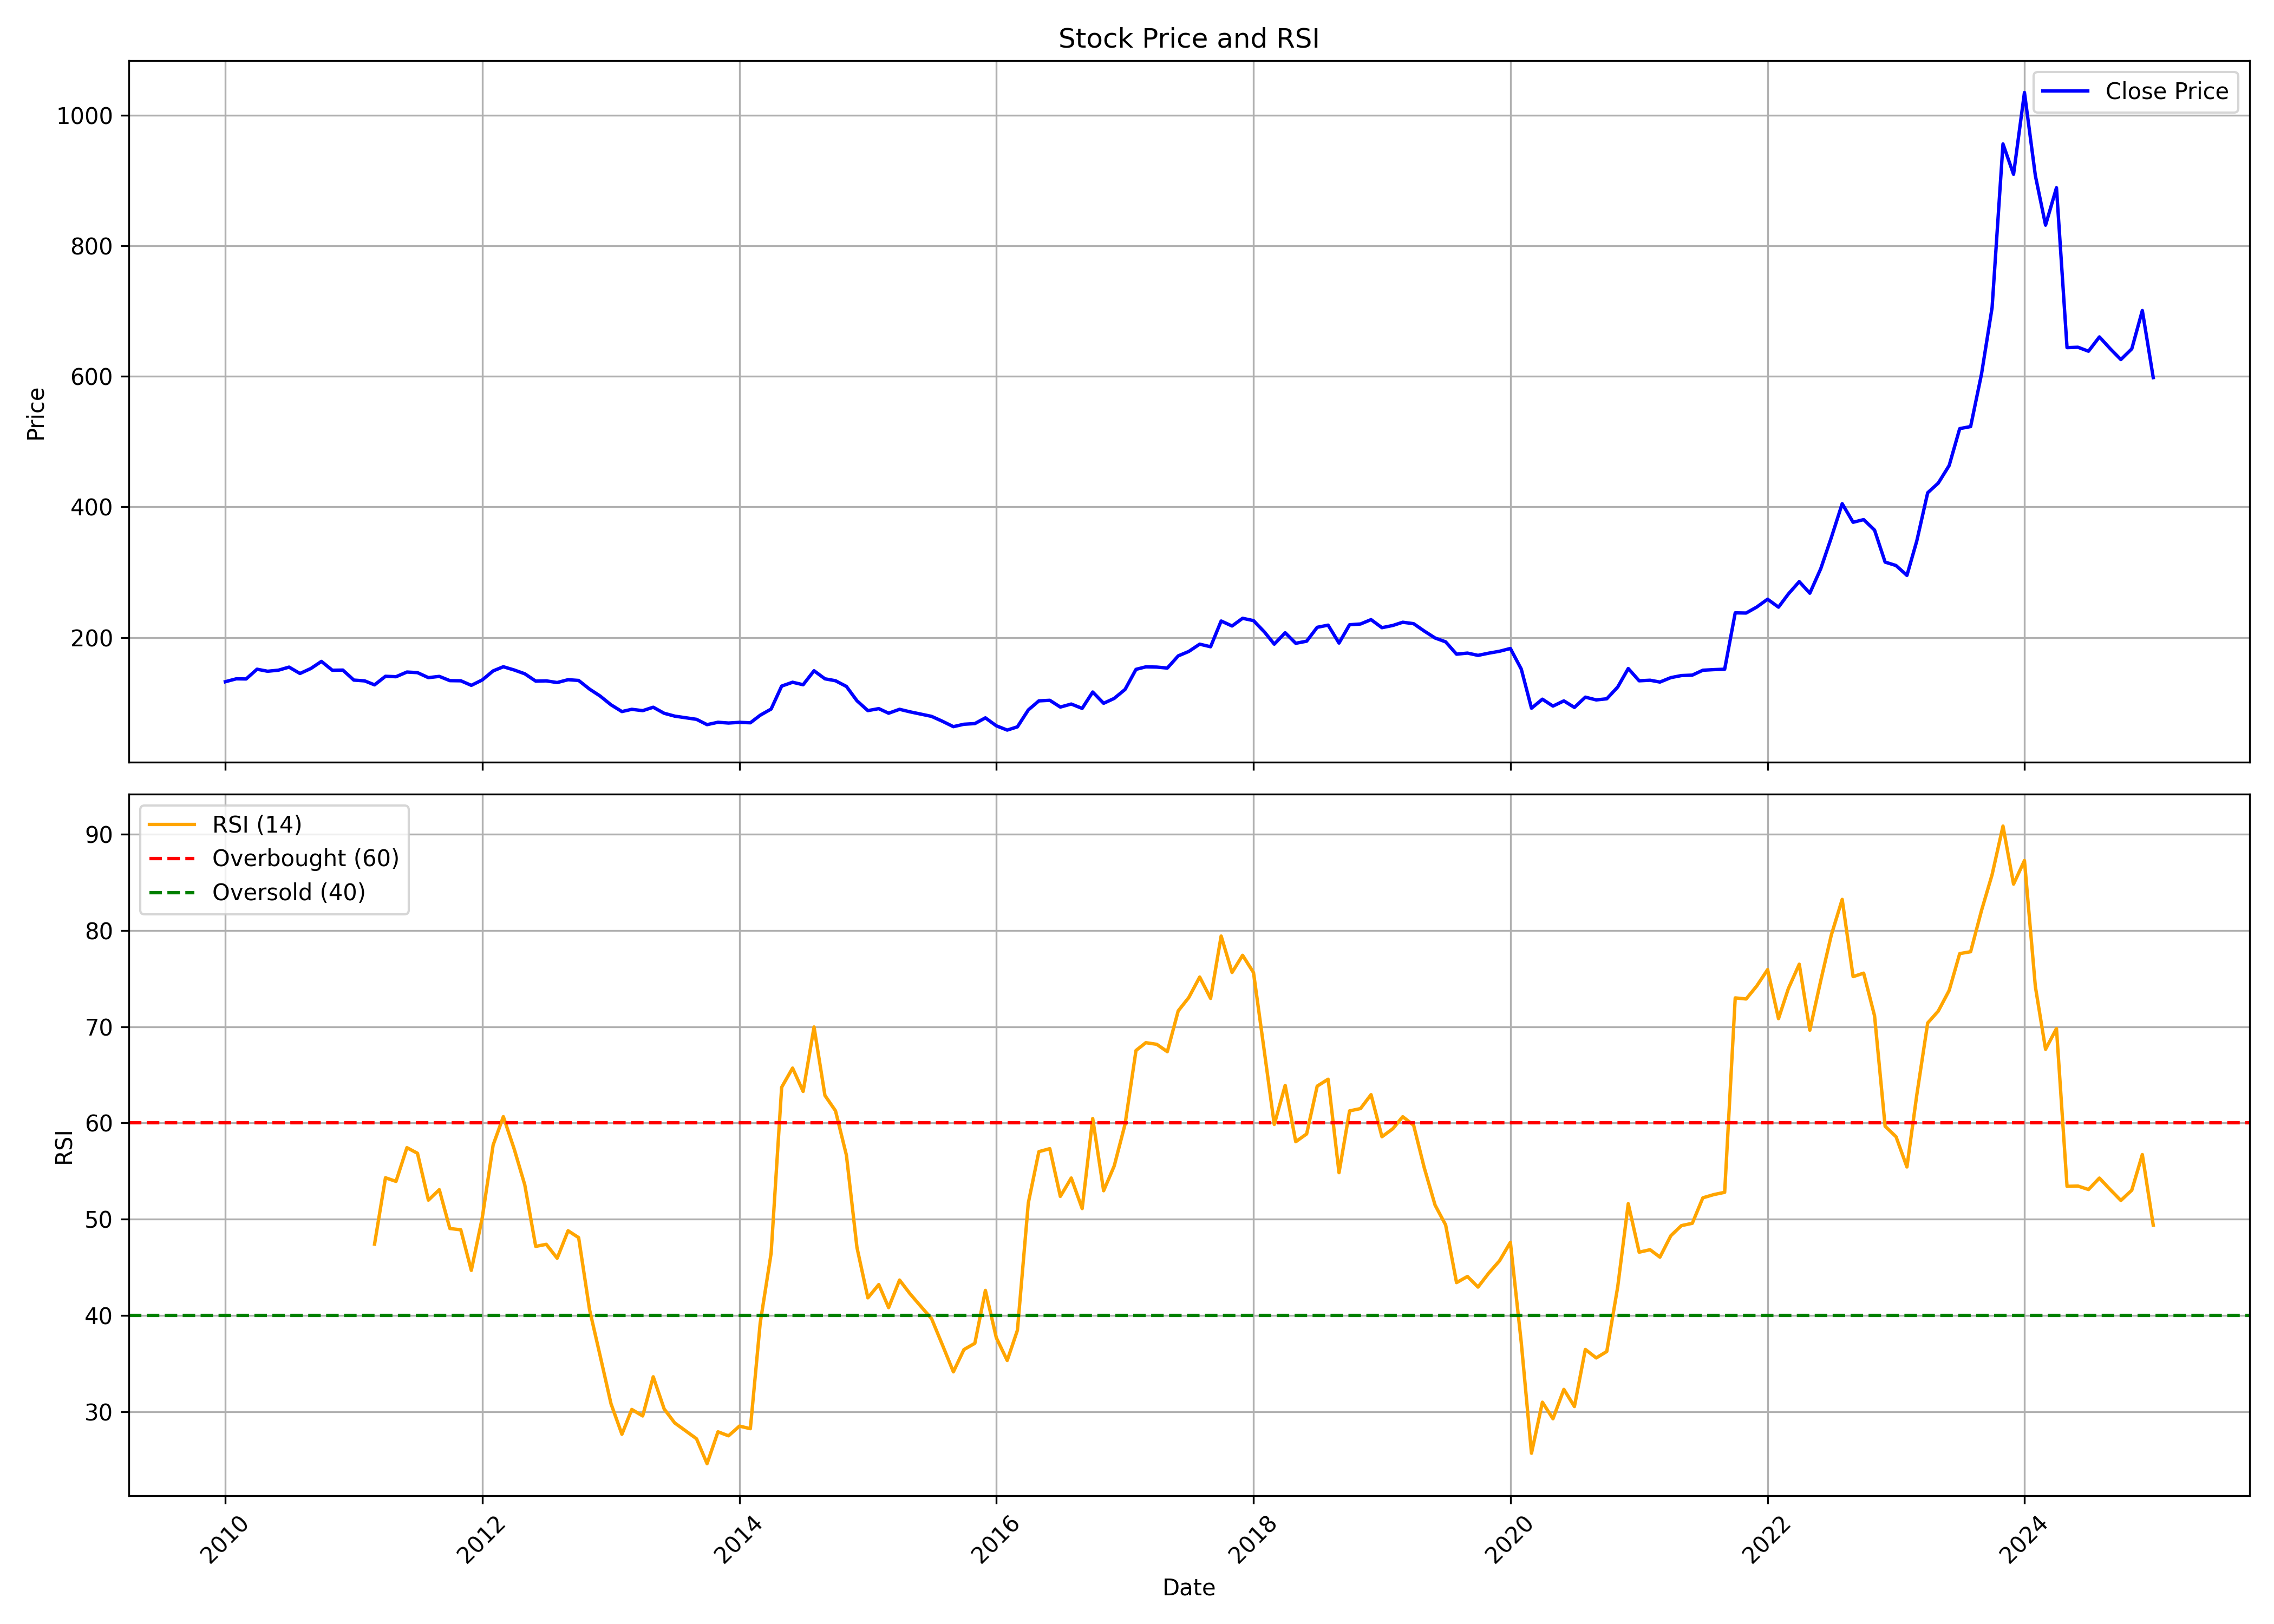 Stock Price and RSI
Close Price
1000
800
600
400
200
Price
RSI (14)
Overbought (60)
Oversold (40)
90
80
70
60
50
40
30
RSI
2010
2012
2014
2016
2018
2020
2022
2024
Date